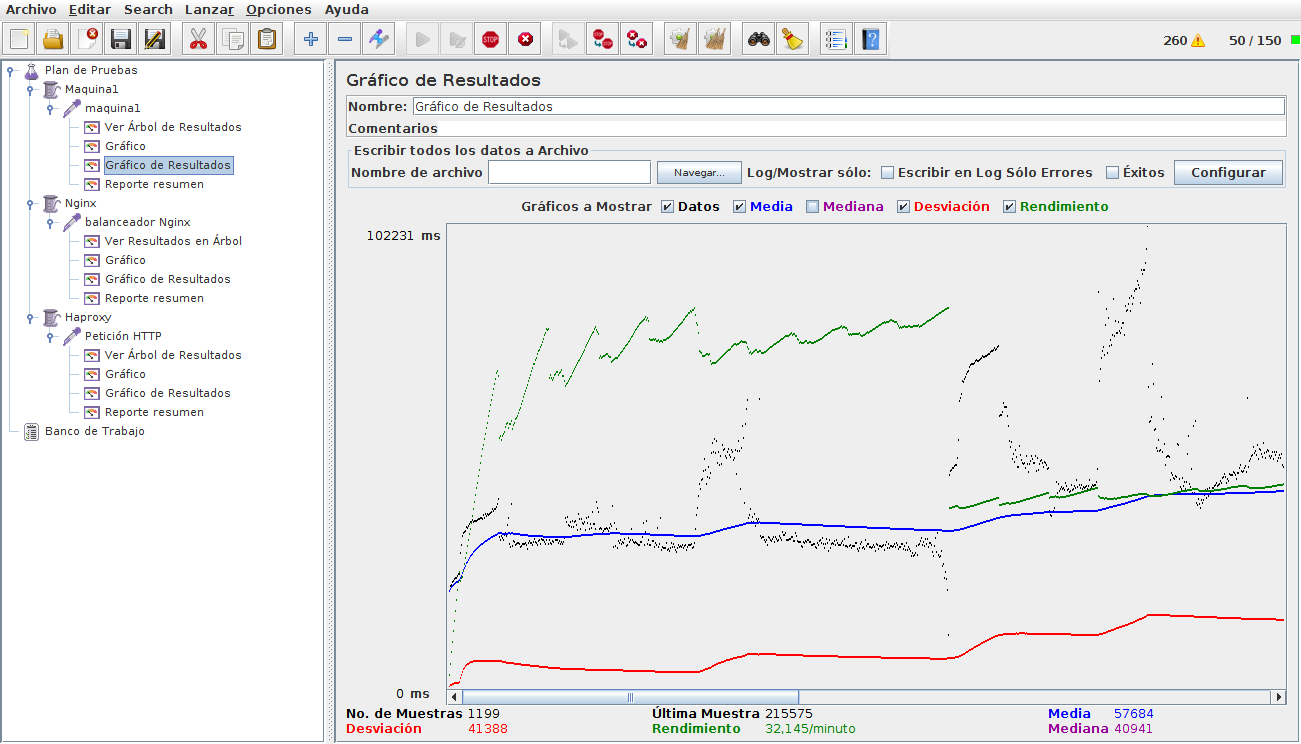 Archivo Editar Search Lanzar Opciones Ayuda
STOP STOP STOP
260 50 / 150
Plan de Pruebas
Maquina1
maquina1
Ver Árbol de Resultados
Gráfico
Gráfico de Resultados
Reporte resumen
Nginx
balanceador Nginx
Ver Resultados en Árbol
Gráfico
Gráfico de Resultados
Reporte resumen
Haproxy
Petición HTTP
Ver Árbol de Resultados
Gráfico
Gráfico de Resultados
Reporte resumen
Banco de Trabajo
Gráfico de Resultados
Nombre: Gráfico de Resultados
Comentarios
Escribir todos los datos a Archivo
Nombre de archivo Navegar... Log/Mostrar sólo: Escribir en Log Sólo Errores Éxitos Configurar
Gráficos a Mostrar Datos Media Mediana Desviación Rendimiento
102231 ms
0 ms
No. de Muestras 1199 Última Muestra 215575 Media 57684
Desviación 41388 Rendimiento 32,145/minuto Mediana 40941